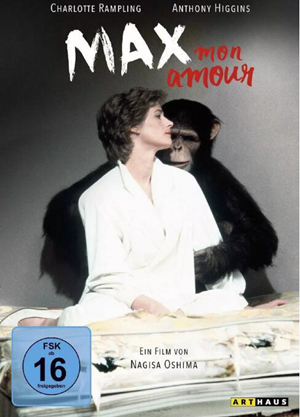 CHARLOTTE RAMPLING ANTHONY HIGGINS
MAX mon
amour
FSK
ab
16
freigegeben
EIN FILM VON
NAGISA OSHIMA
ARTHAUS